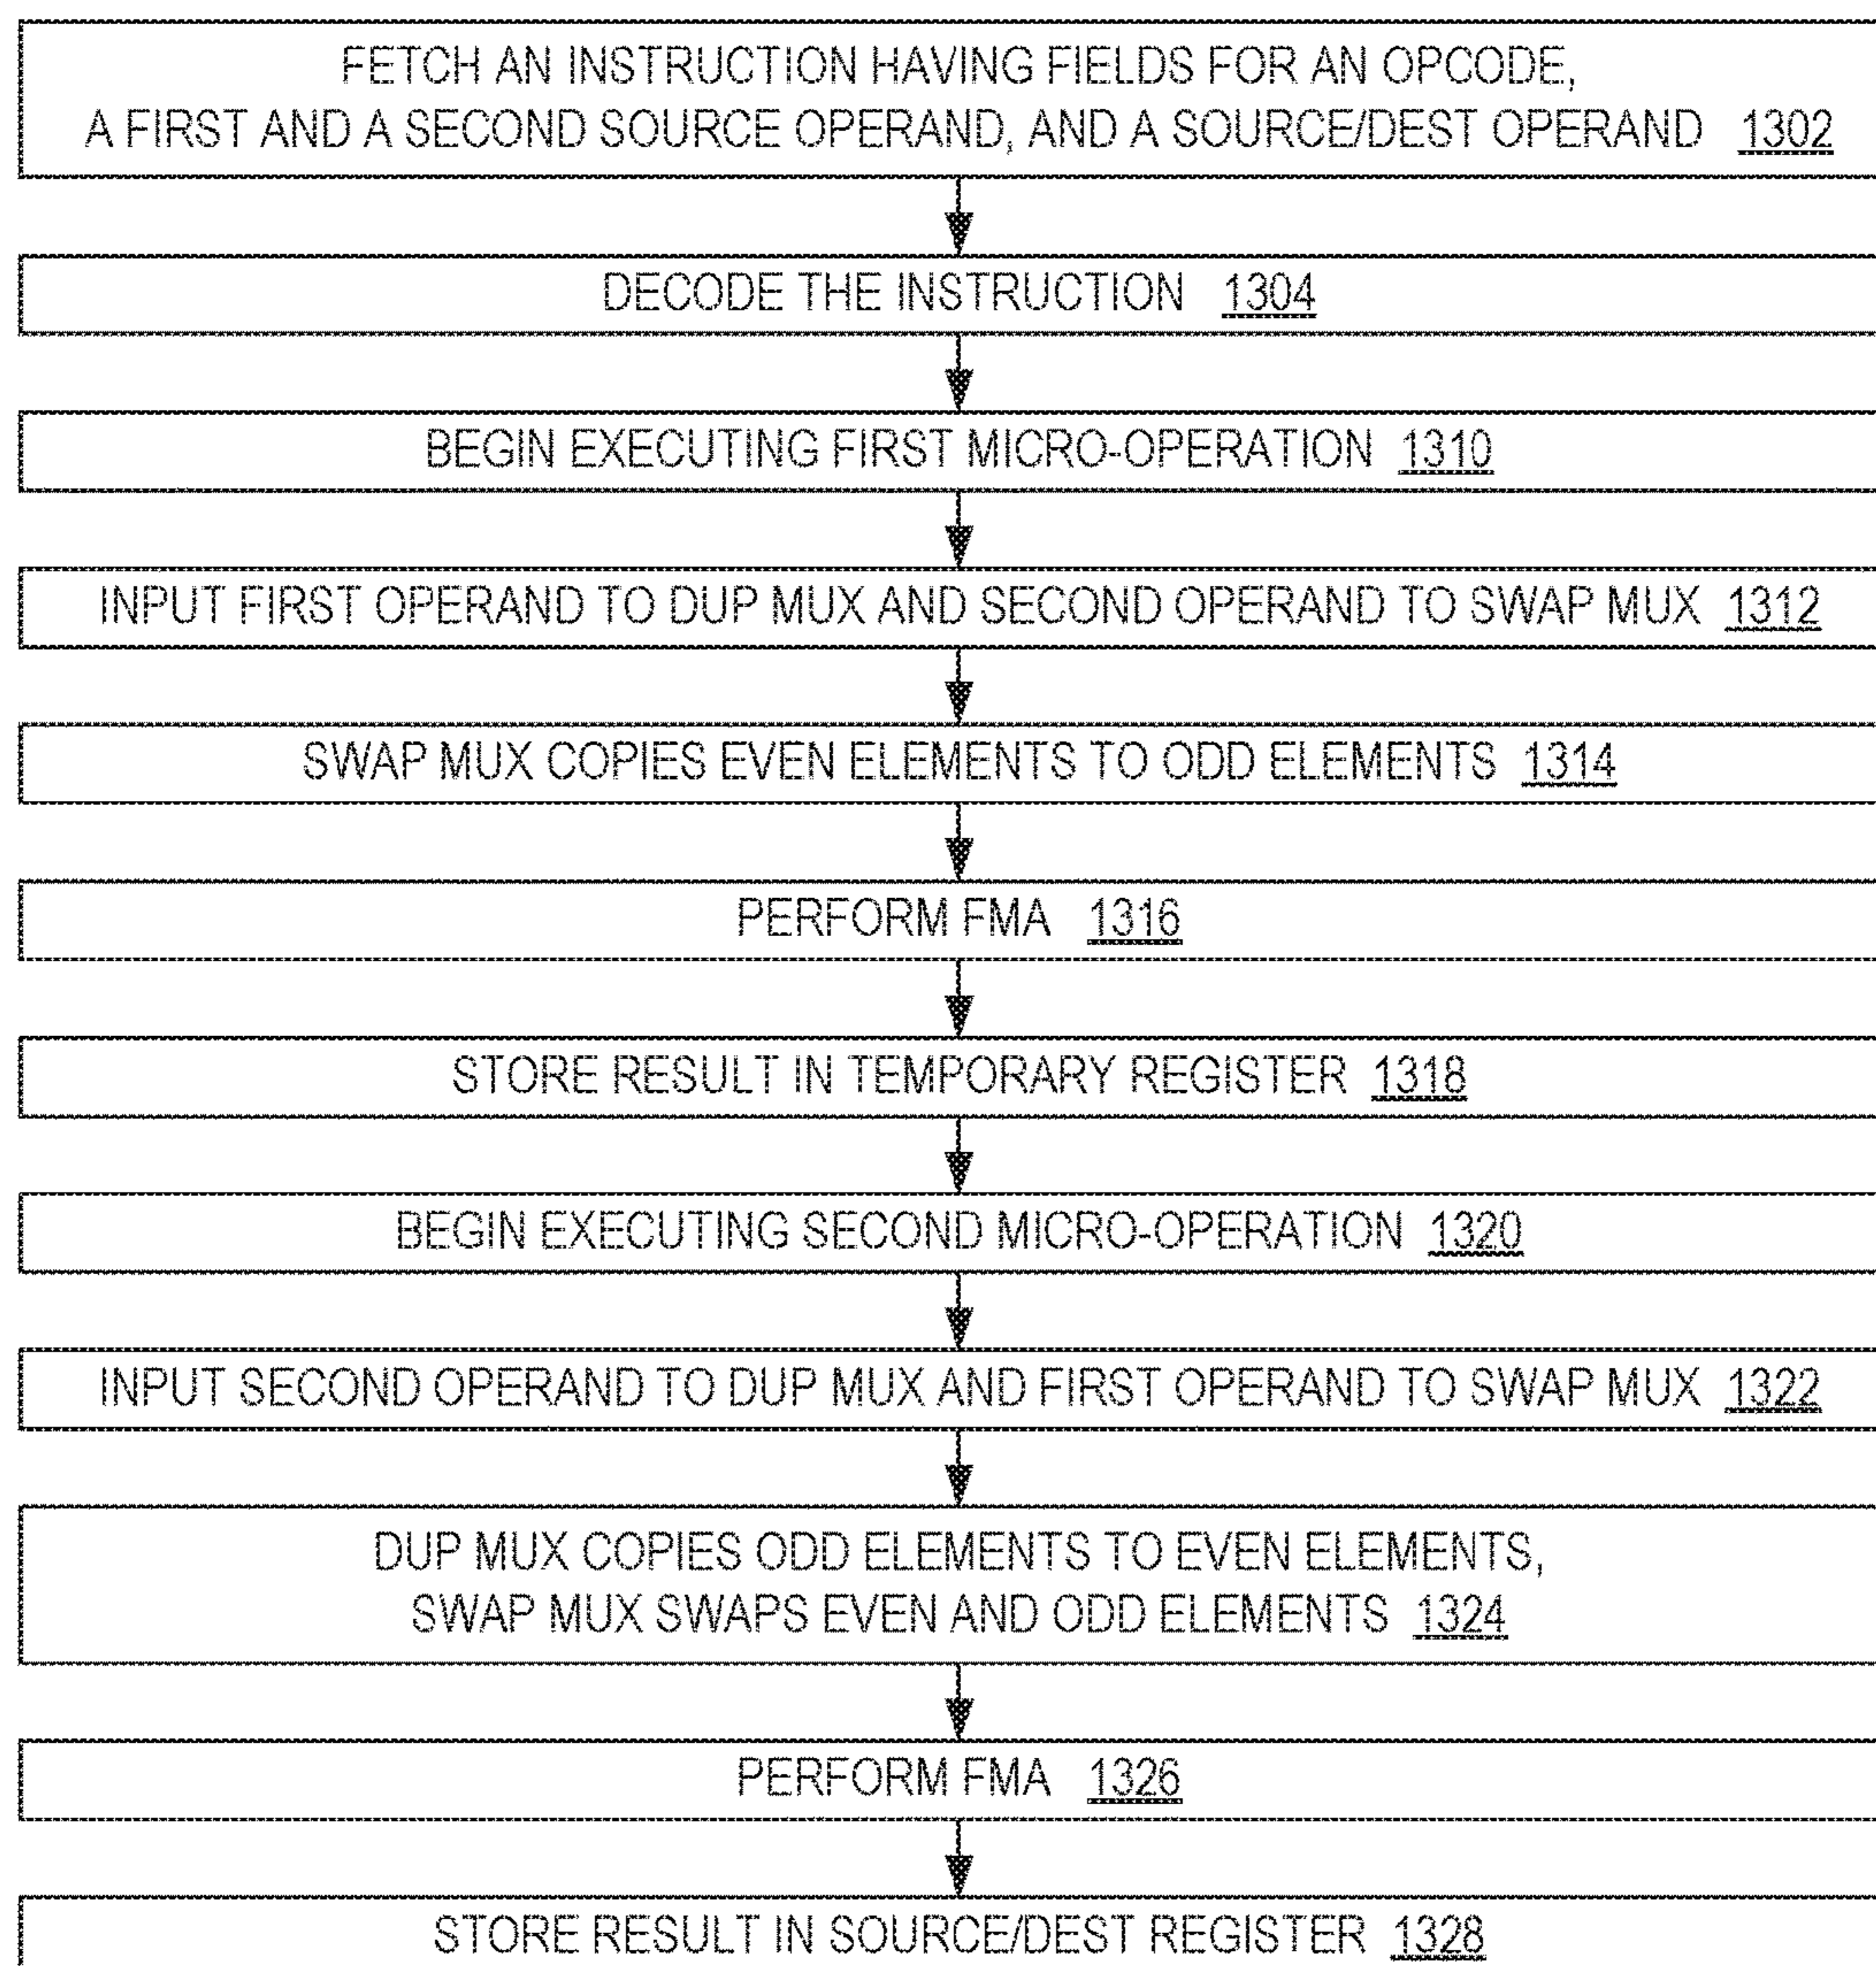 FETCH AN INSTRUCTION HAVING FIELDS FOR AN OPCODE,
A FIRST AND A SECOND SOURCE OPERAND, AND A SOURCE/DEST OPERAND 1302
DECODE THE INSTRUCTION 1304
BEGIN EXECUTING FIRST MICRO-OPERATION 1310
INPUT FIRST OPERAND TO DUP MUX AND SECOND OPERAND TO SWAP MUX 1312
SWAP MUX COPIES EVEN ELEMENTS TO ODD ELEMENTS 1314
PERFORM FMA 1316
STORE RESULT IN TEMPORARY REGISTER 1318
BEGIN EXECUTING SECOND MICRO-OPERATION 1320
INPUT SECOND OPERAND TO DUP MUX AND FIRST OPERAND TO SWAP MUX 1322
DUP MUX COPIES ODD ELEMENTS TO EVEN ELEMENTS,
SWAP MUX SWAPS EVEN AND ODD ELEMENTS 1324
PERFORM FMA 1326
STORE RESULT IN SOURCE/DEST REGISTER 1328